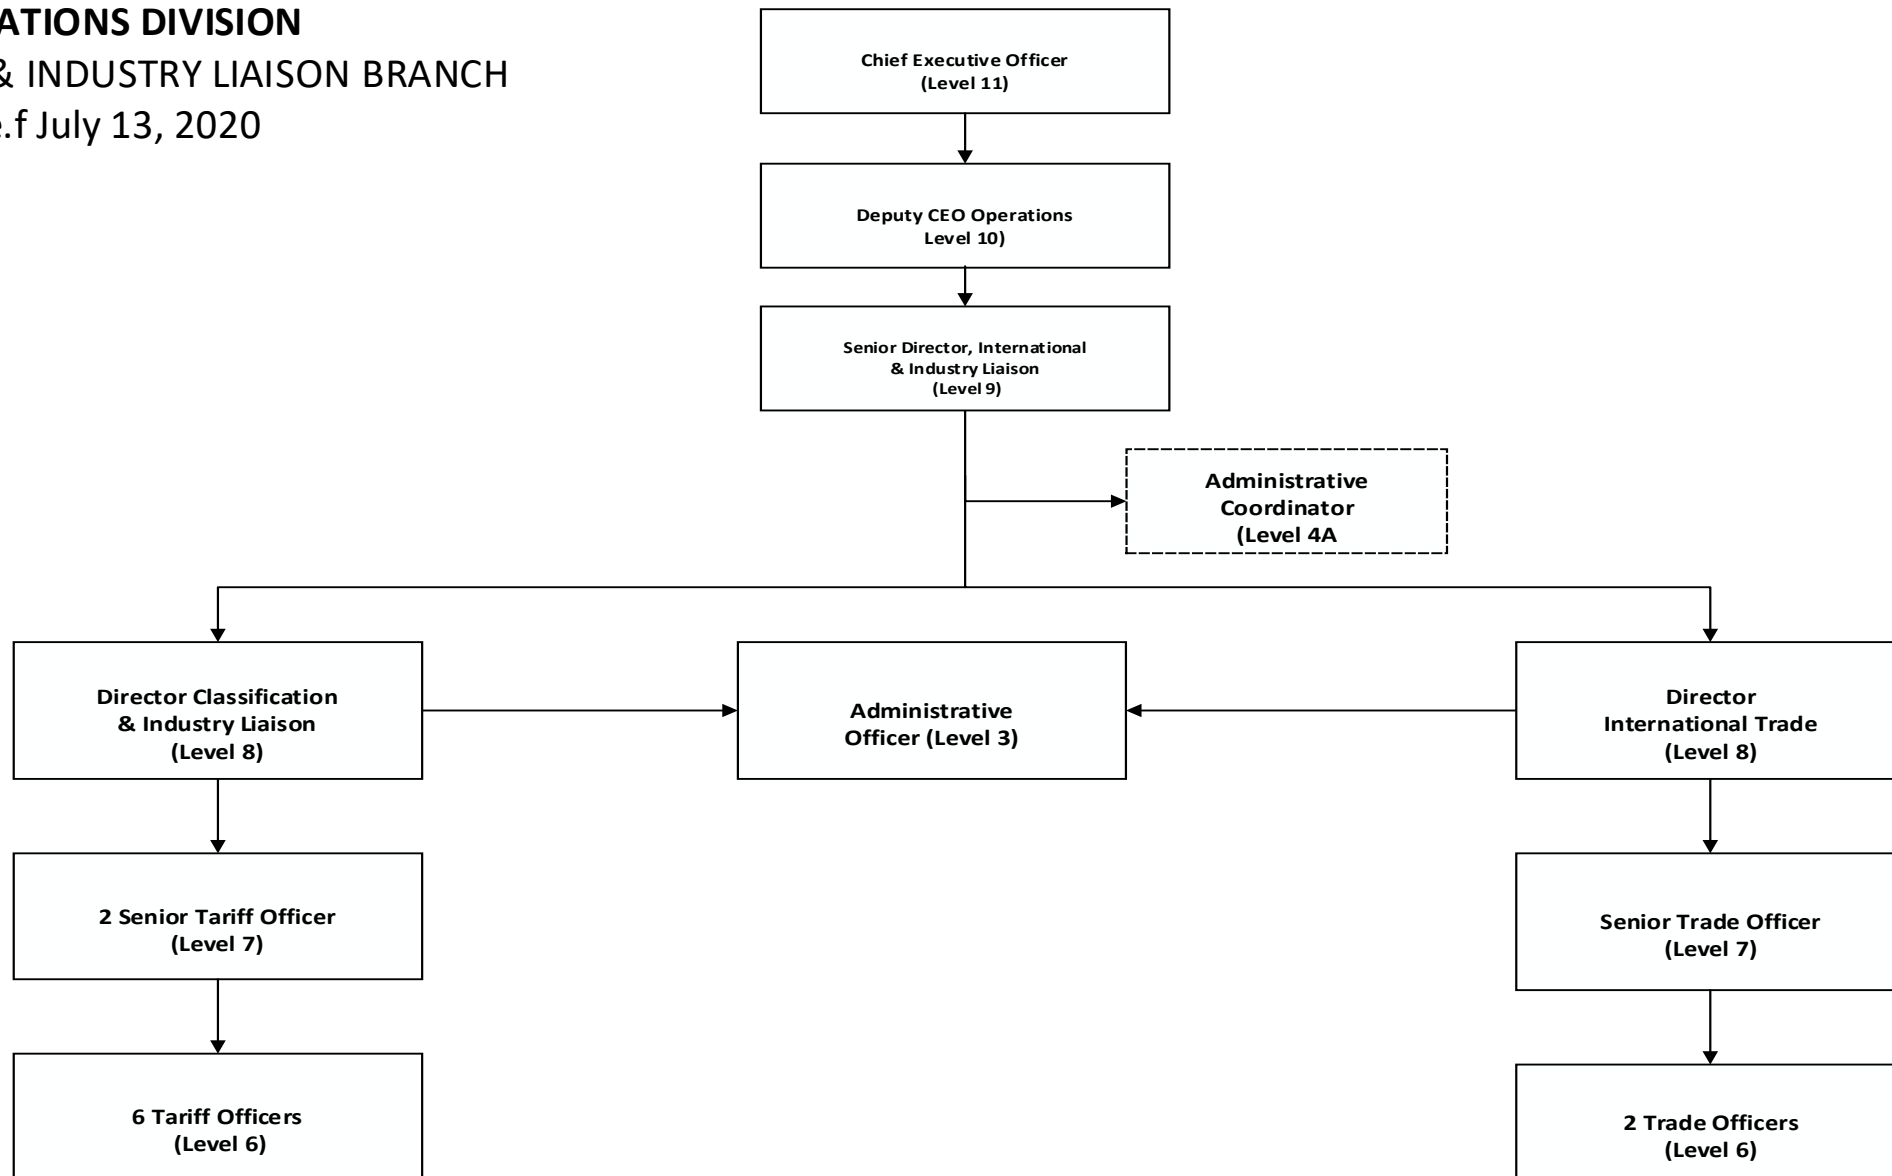 ATIONS DIVISION
& INDUSTRY LIAISON BRANCH
e.f July 13, 2020
Chief Executive Officer
(Level 11)
Deputy CEO Operations
Level 10)
Senior Director, International
& Industry Liaison
(Level 9)
Administrative
Coordinator
(Level 4A
Director Classification
& Industry Liaison
(Level 8)
Administrative
Officer (Level 3)
Director
International Trade
(Level 8)
2 Senior Tariff Officer
(Level 7)
Senior Trade Officer
(Level 7)
6 Tariff Officers
(Level 6)
2 Trade Officers
(Level 6)